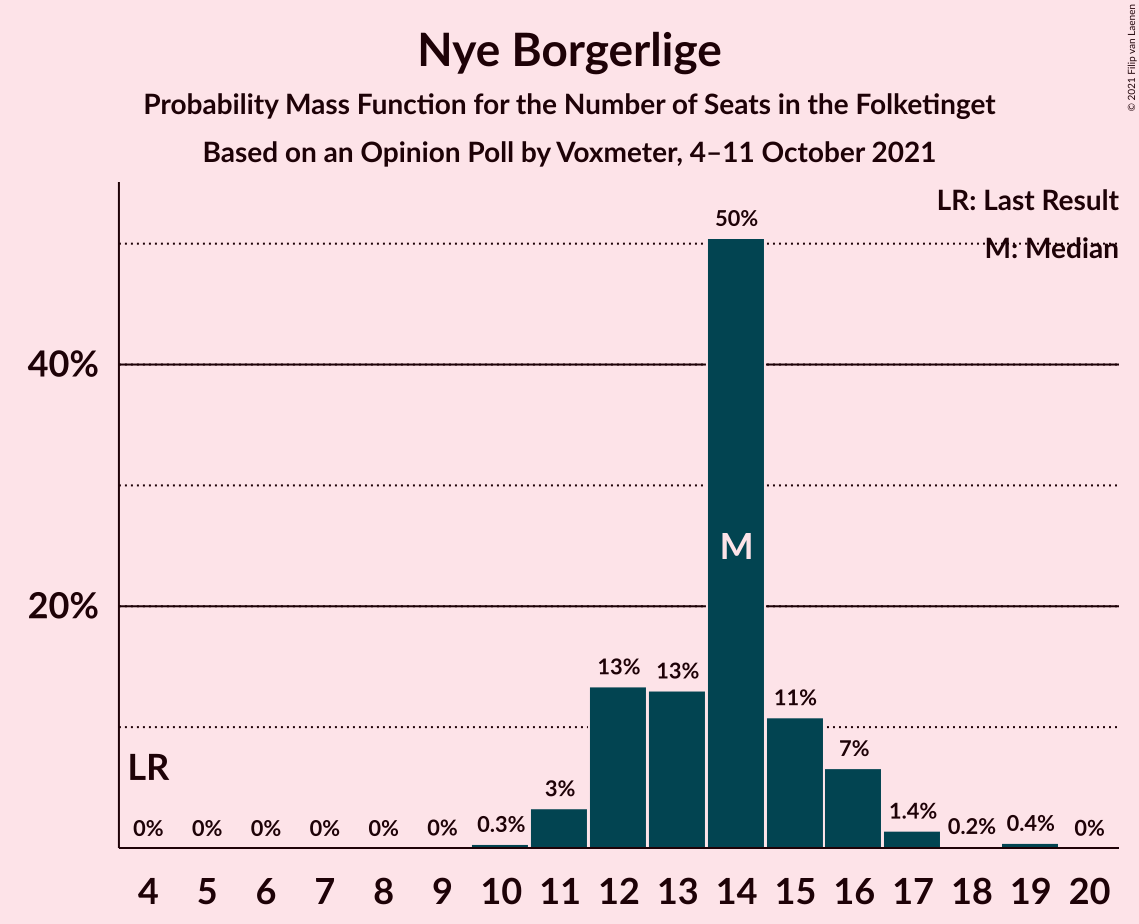 Nye Borgerlige
Probability Mass Function for the Number of Seats in the Folketinget
Based on an Opinion Poll by Voxmeter, 4–11 October 2021
© 2021 Filip van Laenen
LR: Last Result
M: Median
50%
40%
20%
M
13%
13%
11%
7%
3%
1.4%
0.3%
0.2%
0.4%
LR
0%
0%
0%
0%
0%
0%
0%
4 5 6 7 8 9 10 11 12 13 14 15 16 17 18 19 20